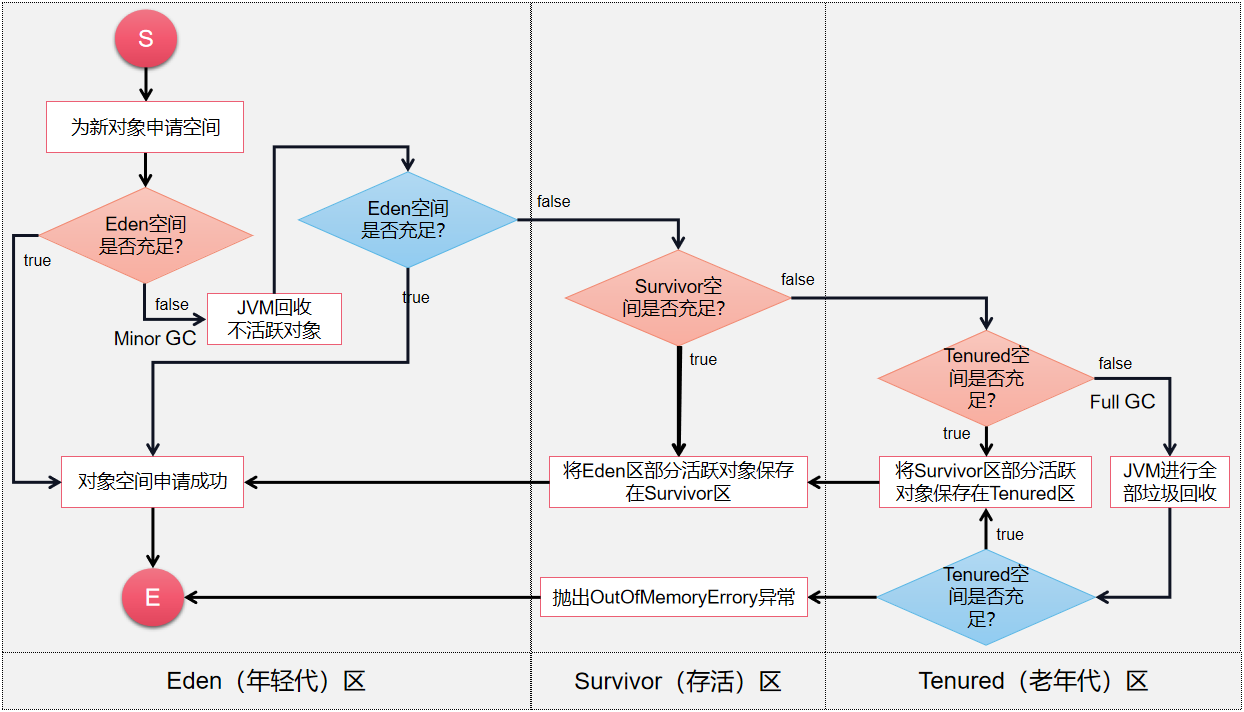 S
为新对象申请空间
Eden空间
是否充足?
true
false
Minor GC
JVM回收
不活跃对象
Eden空间
是否充足?
true
false
Survivor空
间是否充足?
true
false
Tenured空
间是否充
足?
true
false
Full GC
JVM进行全
部垃圾回收
将Survivor区部分活跃
对象保存在Tenured区
将Eden区部分活跃对象保存
在Survivor区
对象空间申请成功
true
Tenured空
间是否充
足?
抛出OutOfMemoryErrory异常
E
Eden（年轻代）区
Survivor（存活）区
Tenured（老年代）区